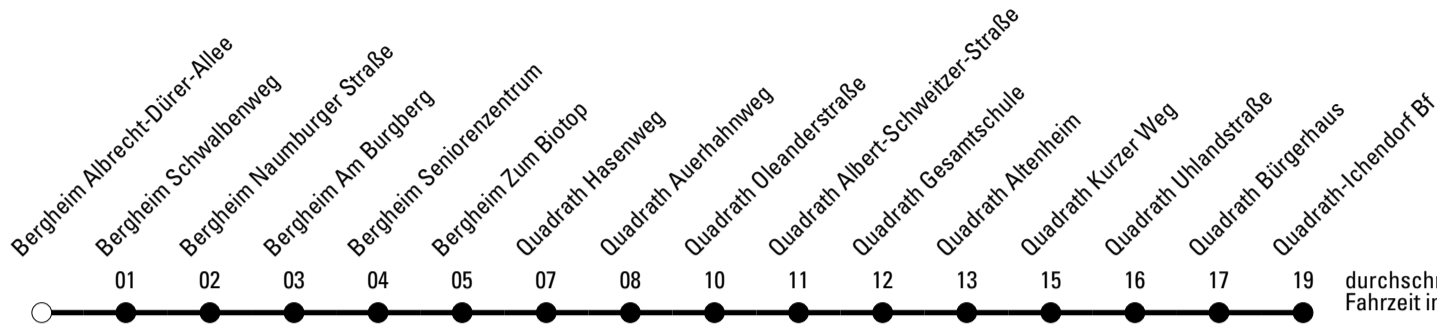 Bergheim Albrecht-Dürer-Allee
Bergheim Schwalbenweg
Bergheim Naumburger Straße
Bergheim Am Burgberg
Bergheim Seniorenzentrum
Bergheim Zum Biotop
Quadrath Hasenweg
Quadrath Auerhahnweg
Quadrath Oleanderstraße
Quadrath Albert-Schweitzer-Straße
Quadrath Gesamtschule
Quadrath Altenheim
Quadrath Kurzer Weg
Quadrath Uhlandstraße
Quadrath Bürgerhaus
Quadrath-Ichendorf Bf
01 02 03 04 05 07 08 10 11 12 13 15 16 17 19
Fahrzeit